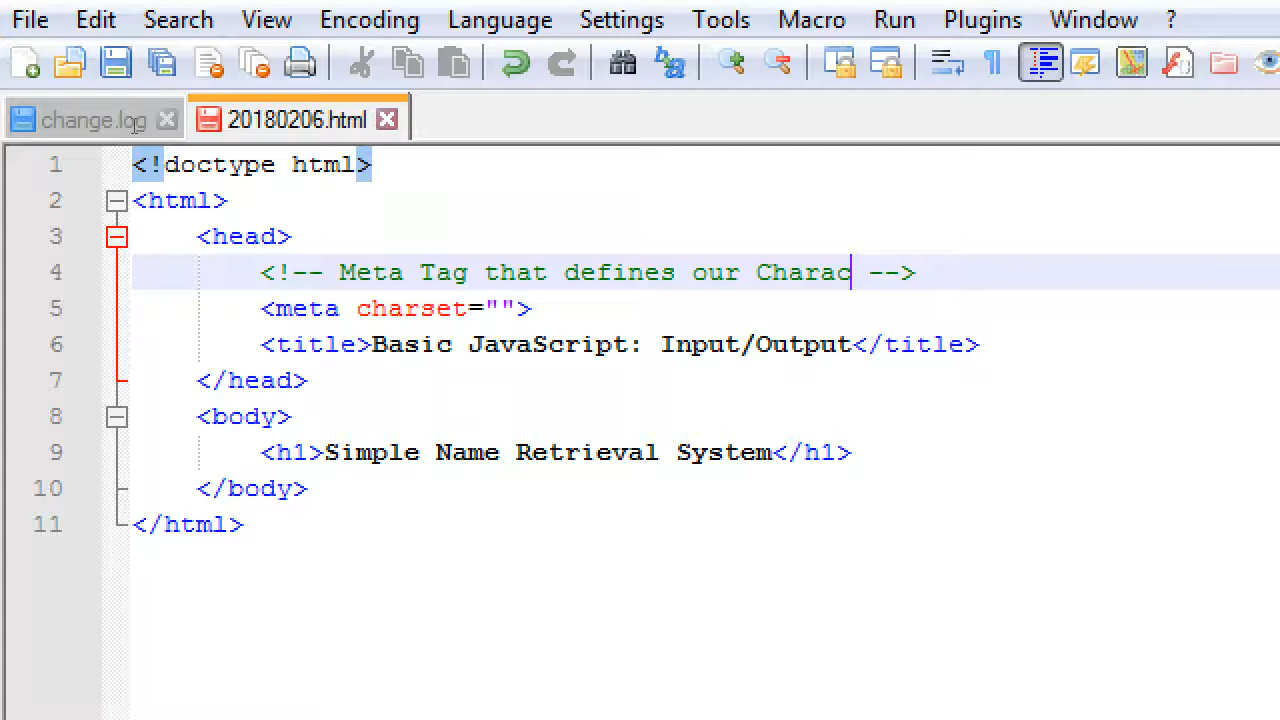 File Edit Search View Encoding Language Settings Tools Macro Run Plugins Window ?
change.log 20180206.html
1 <!doctype html>
2 <html>
3 <head>
4 <!-- Meta Tag that defines our Charac -->
5 <meta charset="">
6 <title>Basic JavaScript: Input/Output</title>
7 </head>
8 <body>
9 <h1>Simple Name Retrieval System</h1>
10 </body>
11 </html>